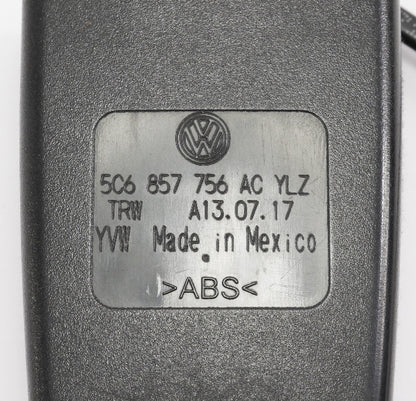 5C6 857 756 AC YLZ
TRW A13.07.17
YVW Made in Mexico
>ABS<